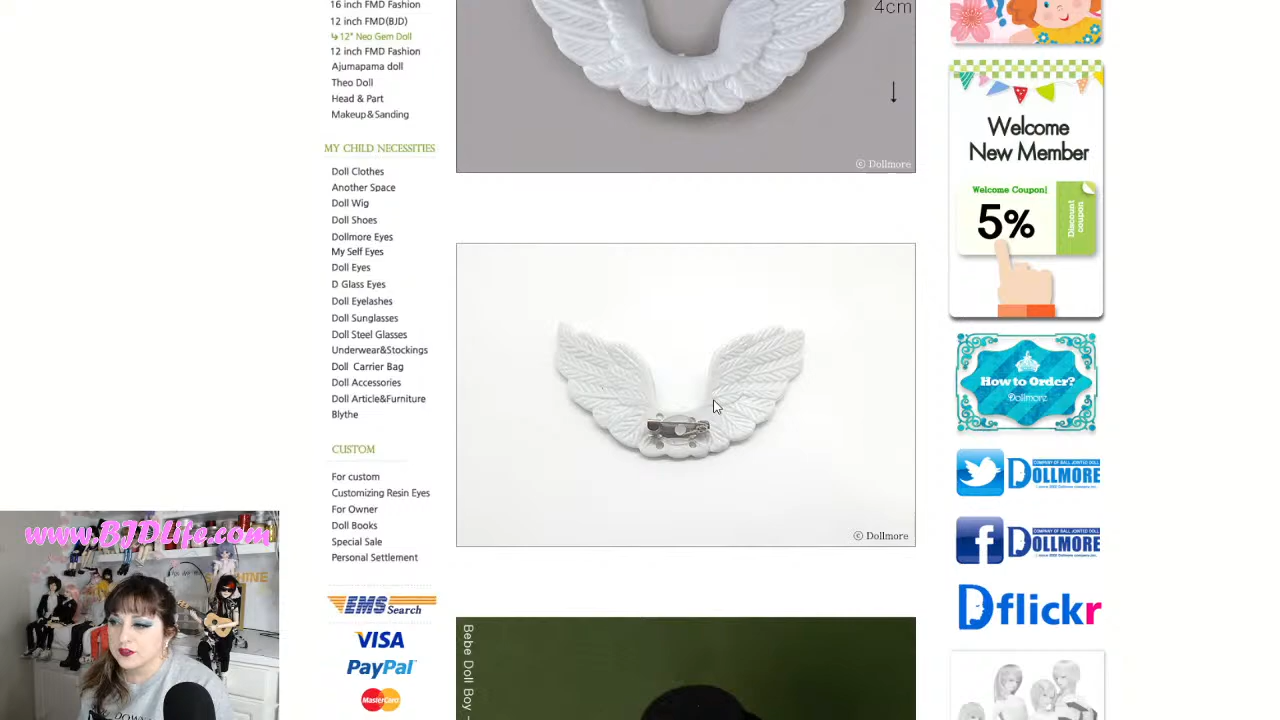 16 inch FMD Fashion
12 inch FMD(BJD)
↳ 12" Neo Gem Doll
12 inch FMD Fashion
Ajumapama doll
Theo Doll
Head & Part
Makeup&Sanding
MY CHILD NECESSITIES
Doll Clothes
Another Space
Doll Wig
Doll Shoes
Dollmore Eyes
My Self Eyes
Doll Eyes
D Glass Eyes
Doll Eyelashes
Doll Sunglasses
Doll Steel Glasses
Underwear&Stockings
Doll Carrier Bag
Doll Accessories
Doll Article&Furniture
Blythe
CUSTOM
For custom
Customizing Resin Eyes
For Owner
Doll Books
Special Sale
Personal Settlement
EMS Search
VISA
PayPal
MasterCard
4cm
© Dollmore
© Dollmore
Bebe Doll Boy -
Welcome
New Member
Welcome Coupon!
5%
Discount
coupon
How to Order?
Dollmore
DOLLMORE
DOLLMORE
Dflickr
www.BJDLife.com